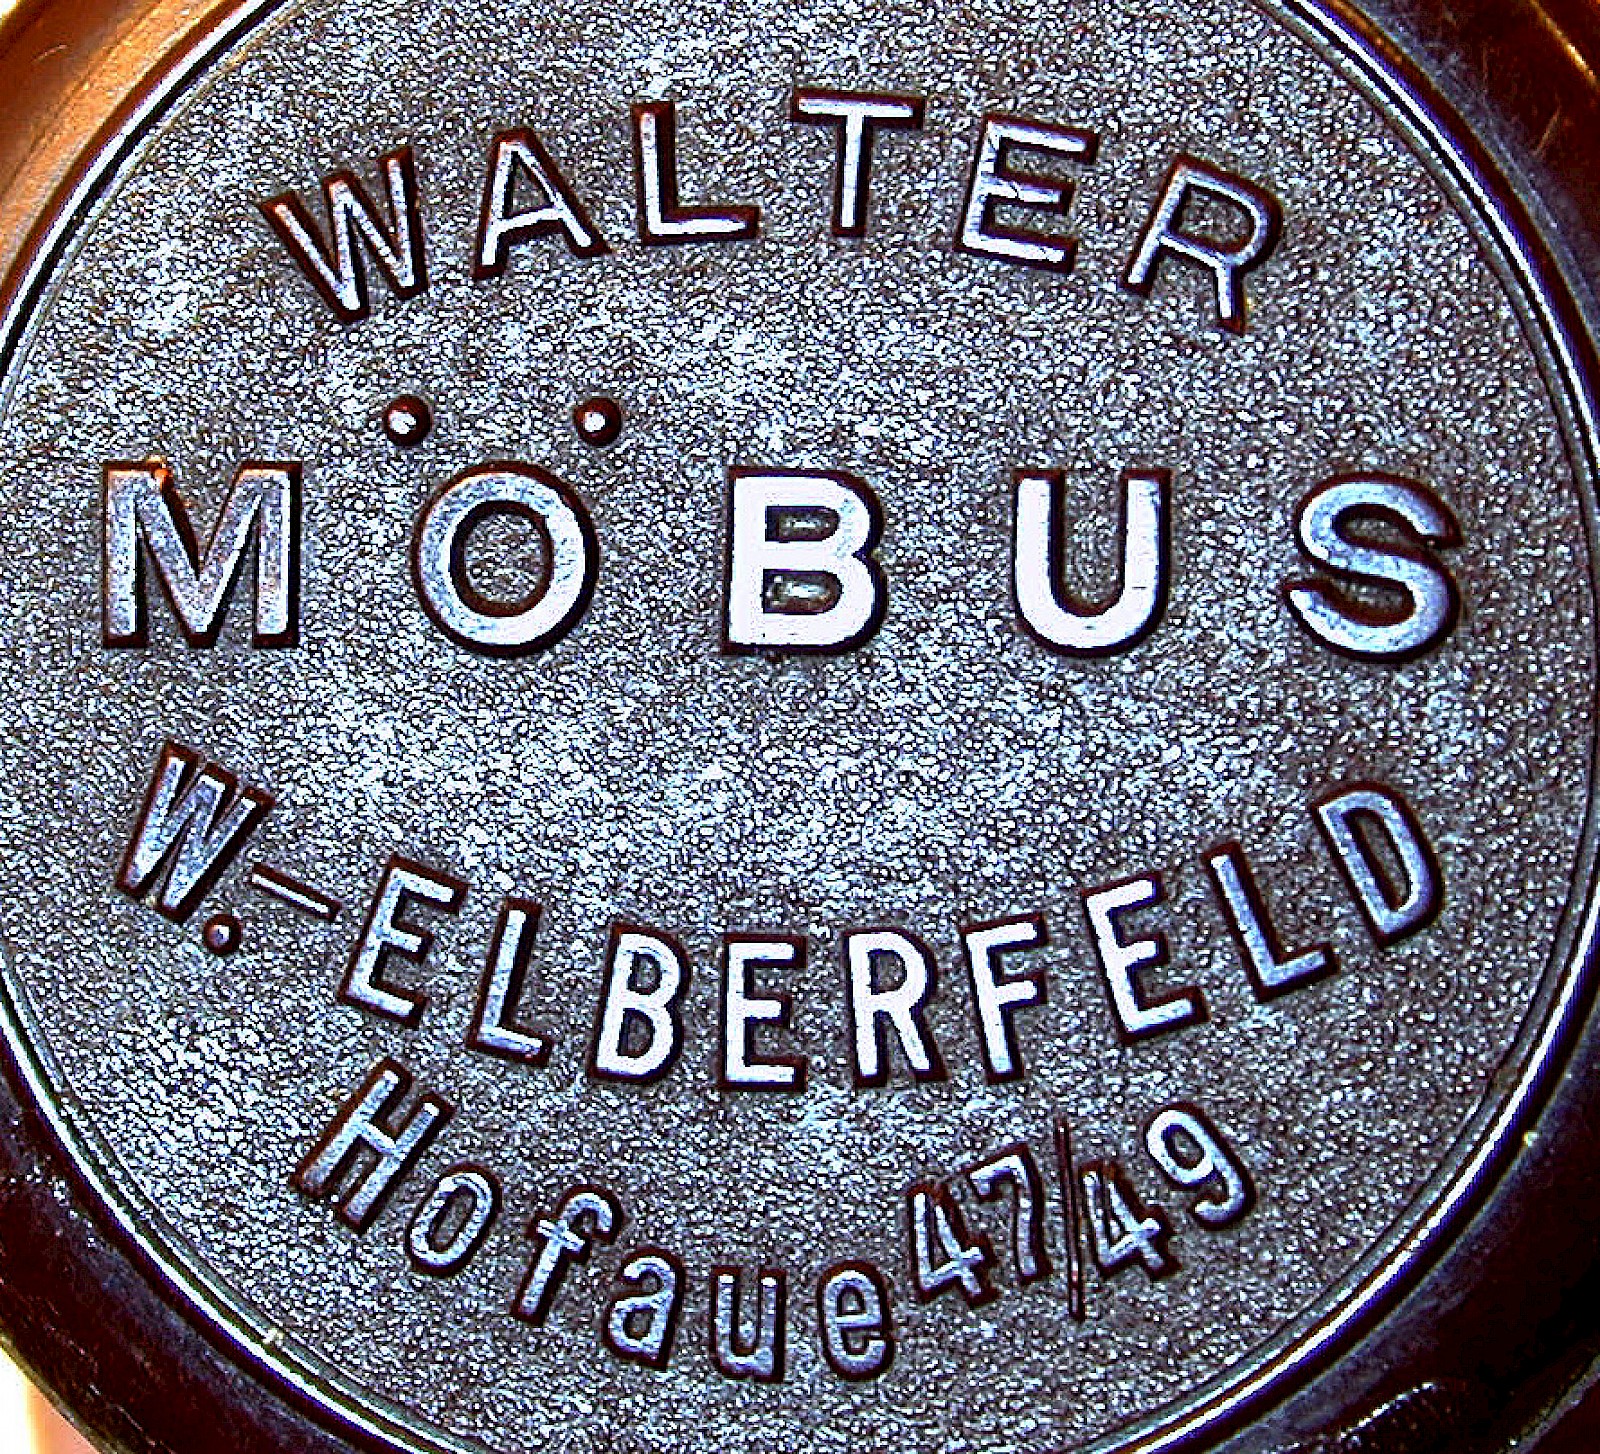 WALTER
MÖBUS
W.-ELBERFELD
Hofaue 47/49